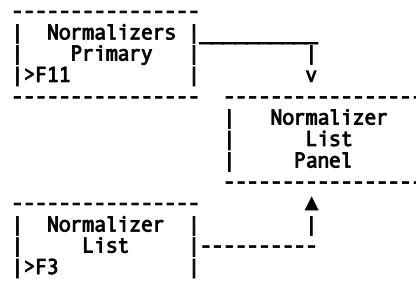 Normalizers
Primary
>F11
Normalizer
List
Panel
Normalizer
List
>F3